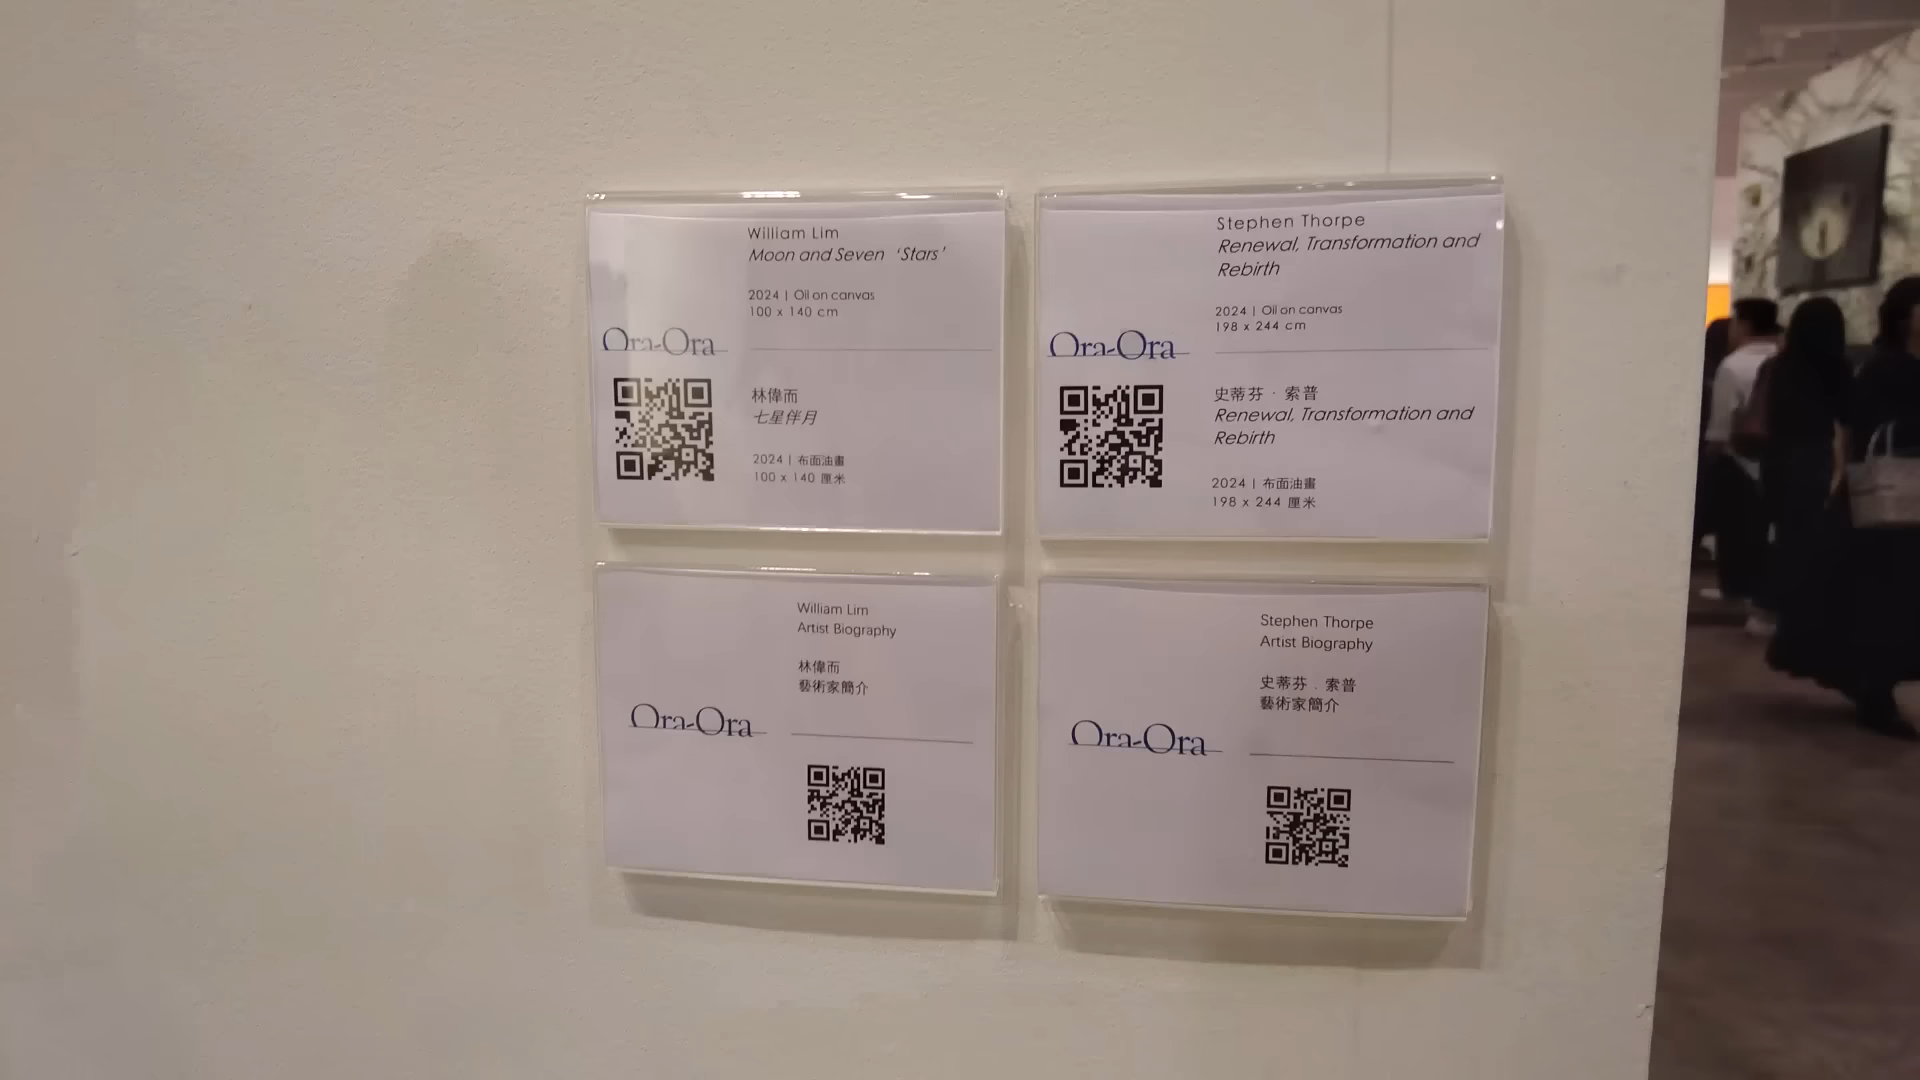 William Lim
Moon and Seven ‘Stars’
2024 | Oil on canvas
100 x 140 cm
Ora-Ora
林偉而
七星伴月
2024 | 布面油畫
100 x 140 厘米
Stephen Thorpe
Renewal, Transformation and
Rebirth
2024 | Oil on canvas
198 x 244 cm
Ora-Ora
史蒂芬 · 索普
Renewal, Transformation and
Rebirth
2024 | 布面油畫
198 x 244 厘米
William Lim
Artist Biography
林偉而
藝術家簡介
Ora-Ora
Stephen Thorpe
Artist Biography
史蒂芬 . 索普
藝術家簡介
Ora-Ora